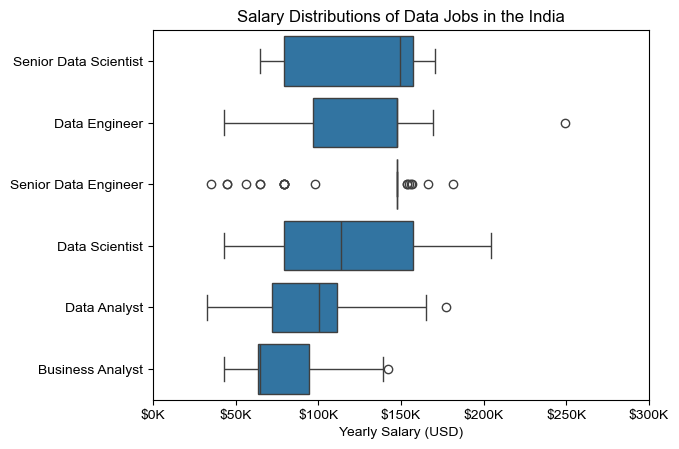 Salary Distributions of Data Jobs in the India
Senior Data Scientist
Data Engineer
Senior Data Engineer
Data Scientist
Data Analyst
Business Analyst
$0K $50K $100K $150K $200K $250K $300K
Yearly Salary (USD)